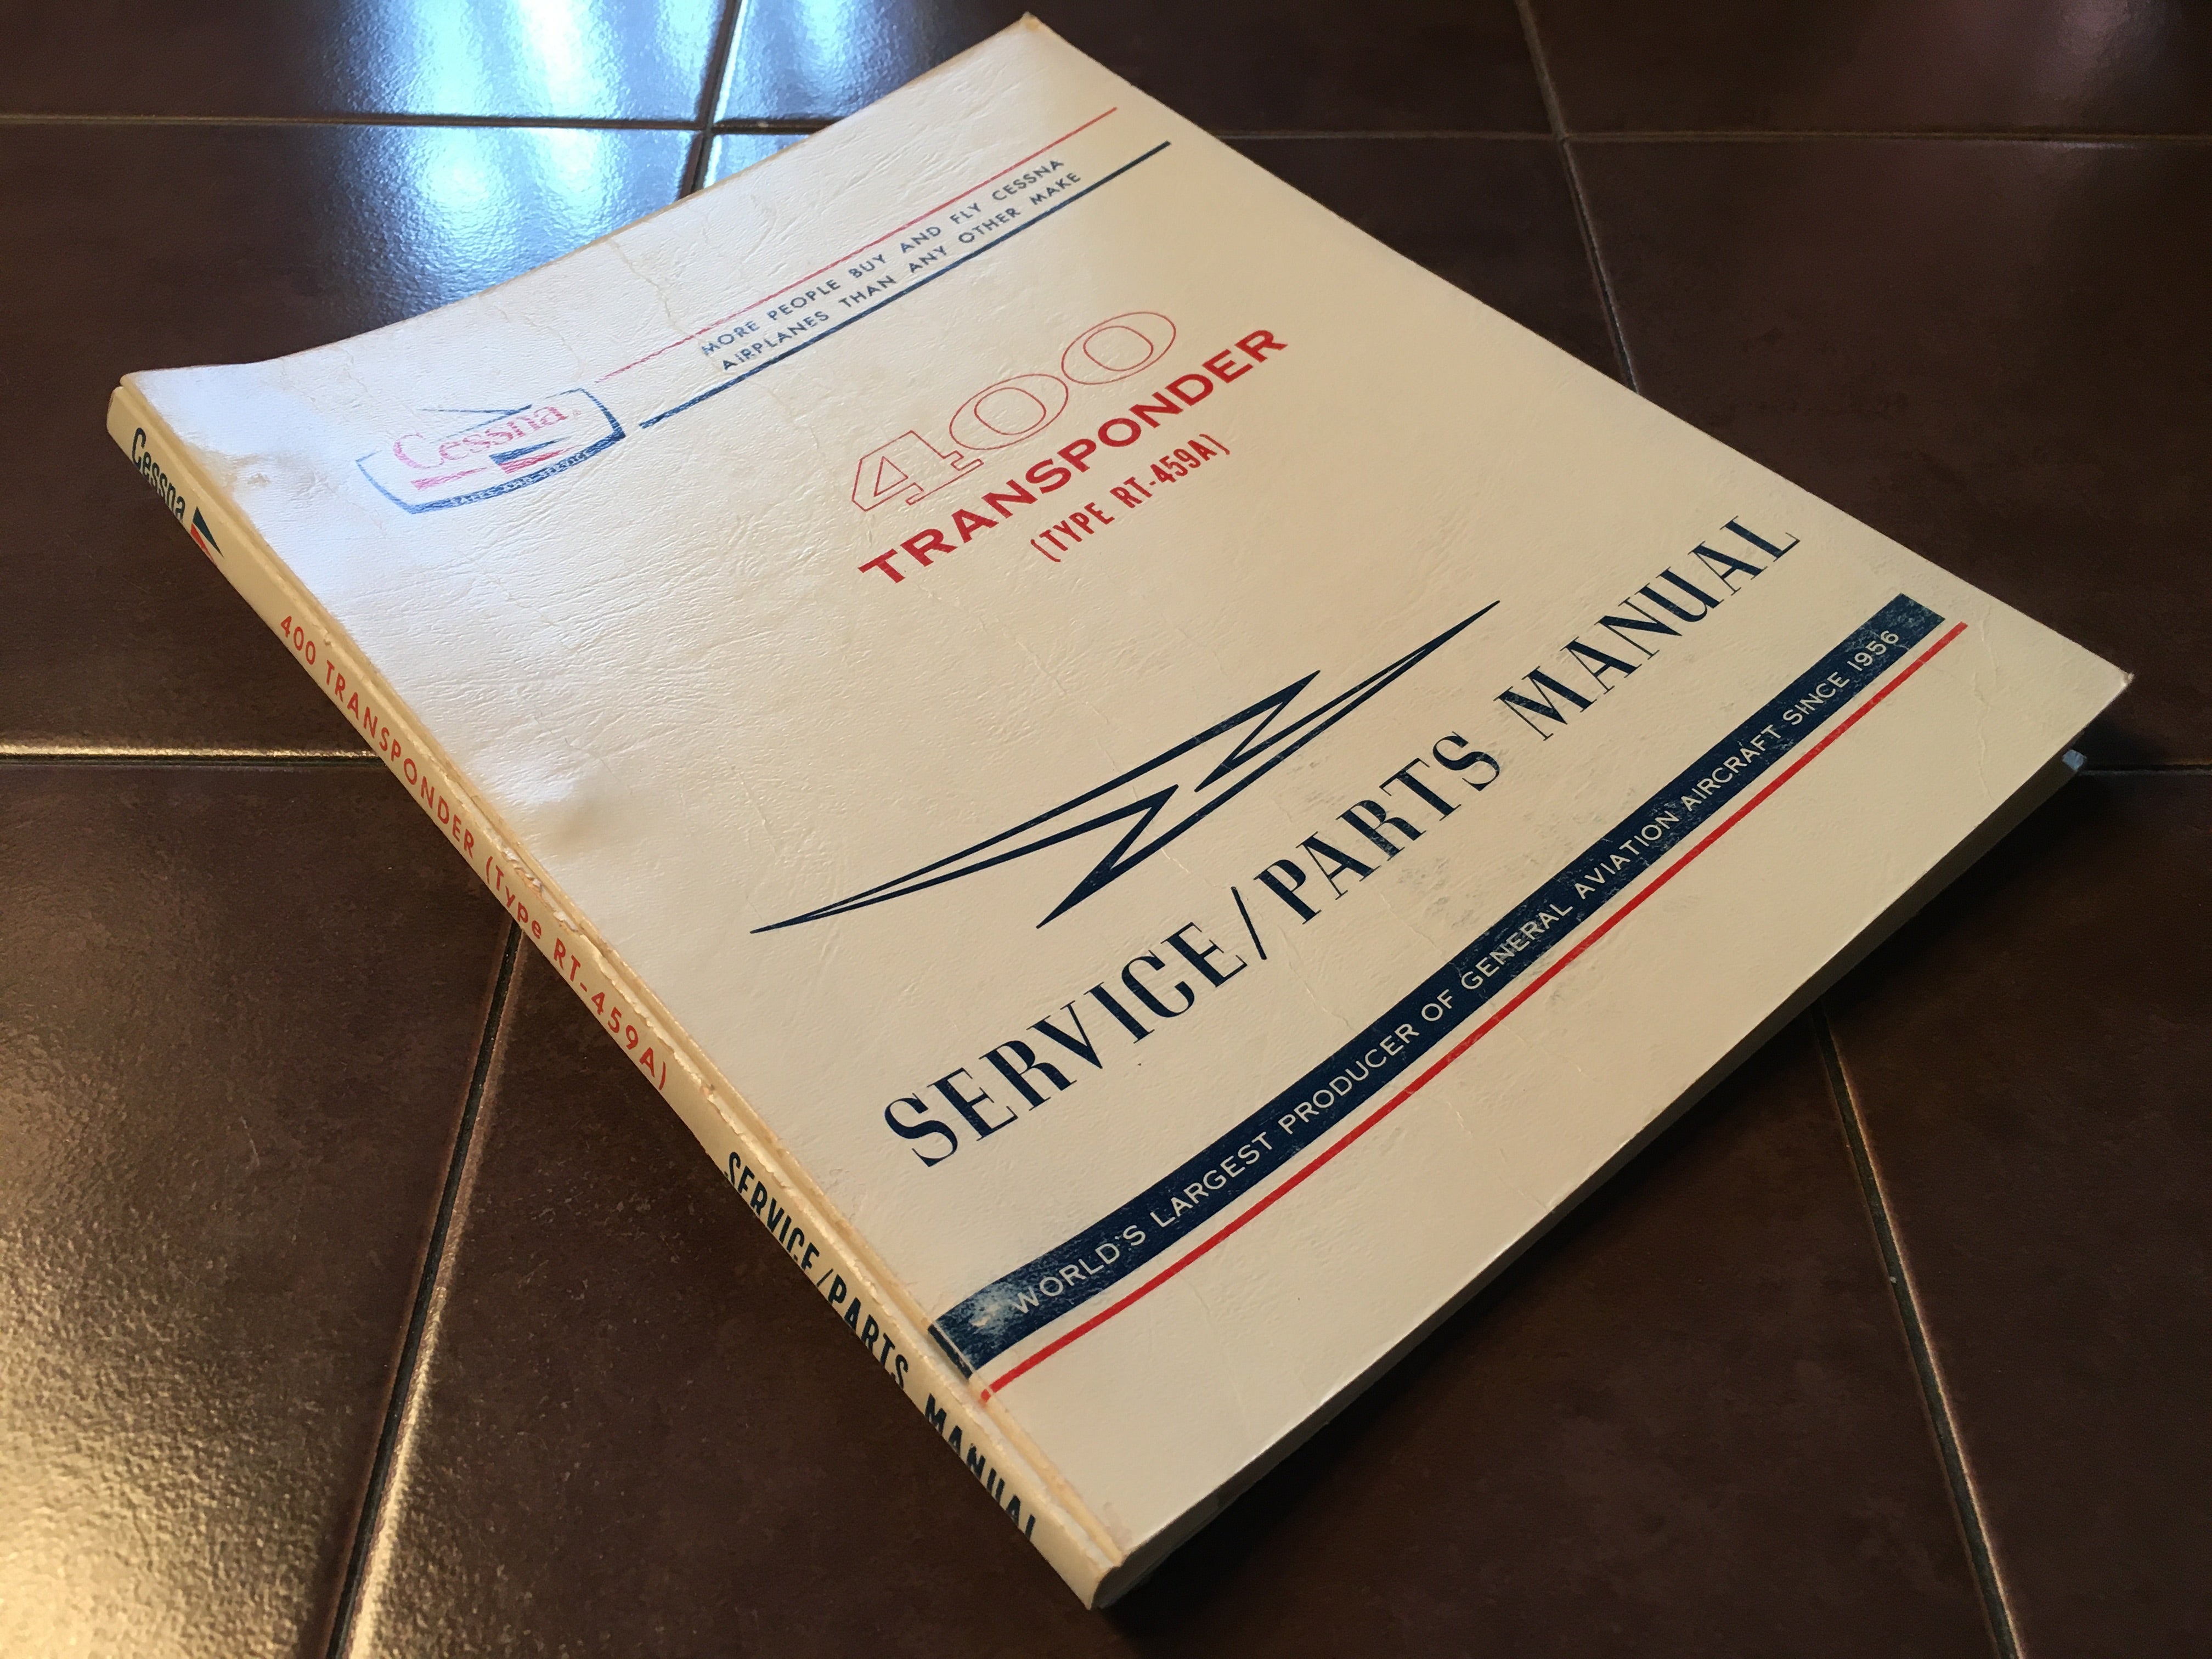 MORE PEOPLE BUY AND FLY CESSNA
AIRPLANES THAN ANY OTHER MAKE
Cessna
400
TRANSPONDER
(TYPE RT-459A)
SERVICE/PARTS MANUAL
WORLD'S LARGEST PRODUCER OF GENERAL AVIATION AIRCRAFT SINCE 1956
Cessna
400 TRANSPONDER (Type RT-459A)
SERVICE/PARTS MANUAL